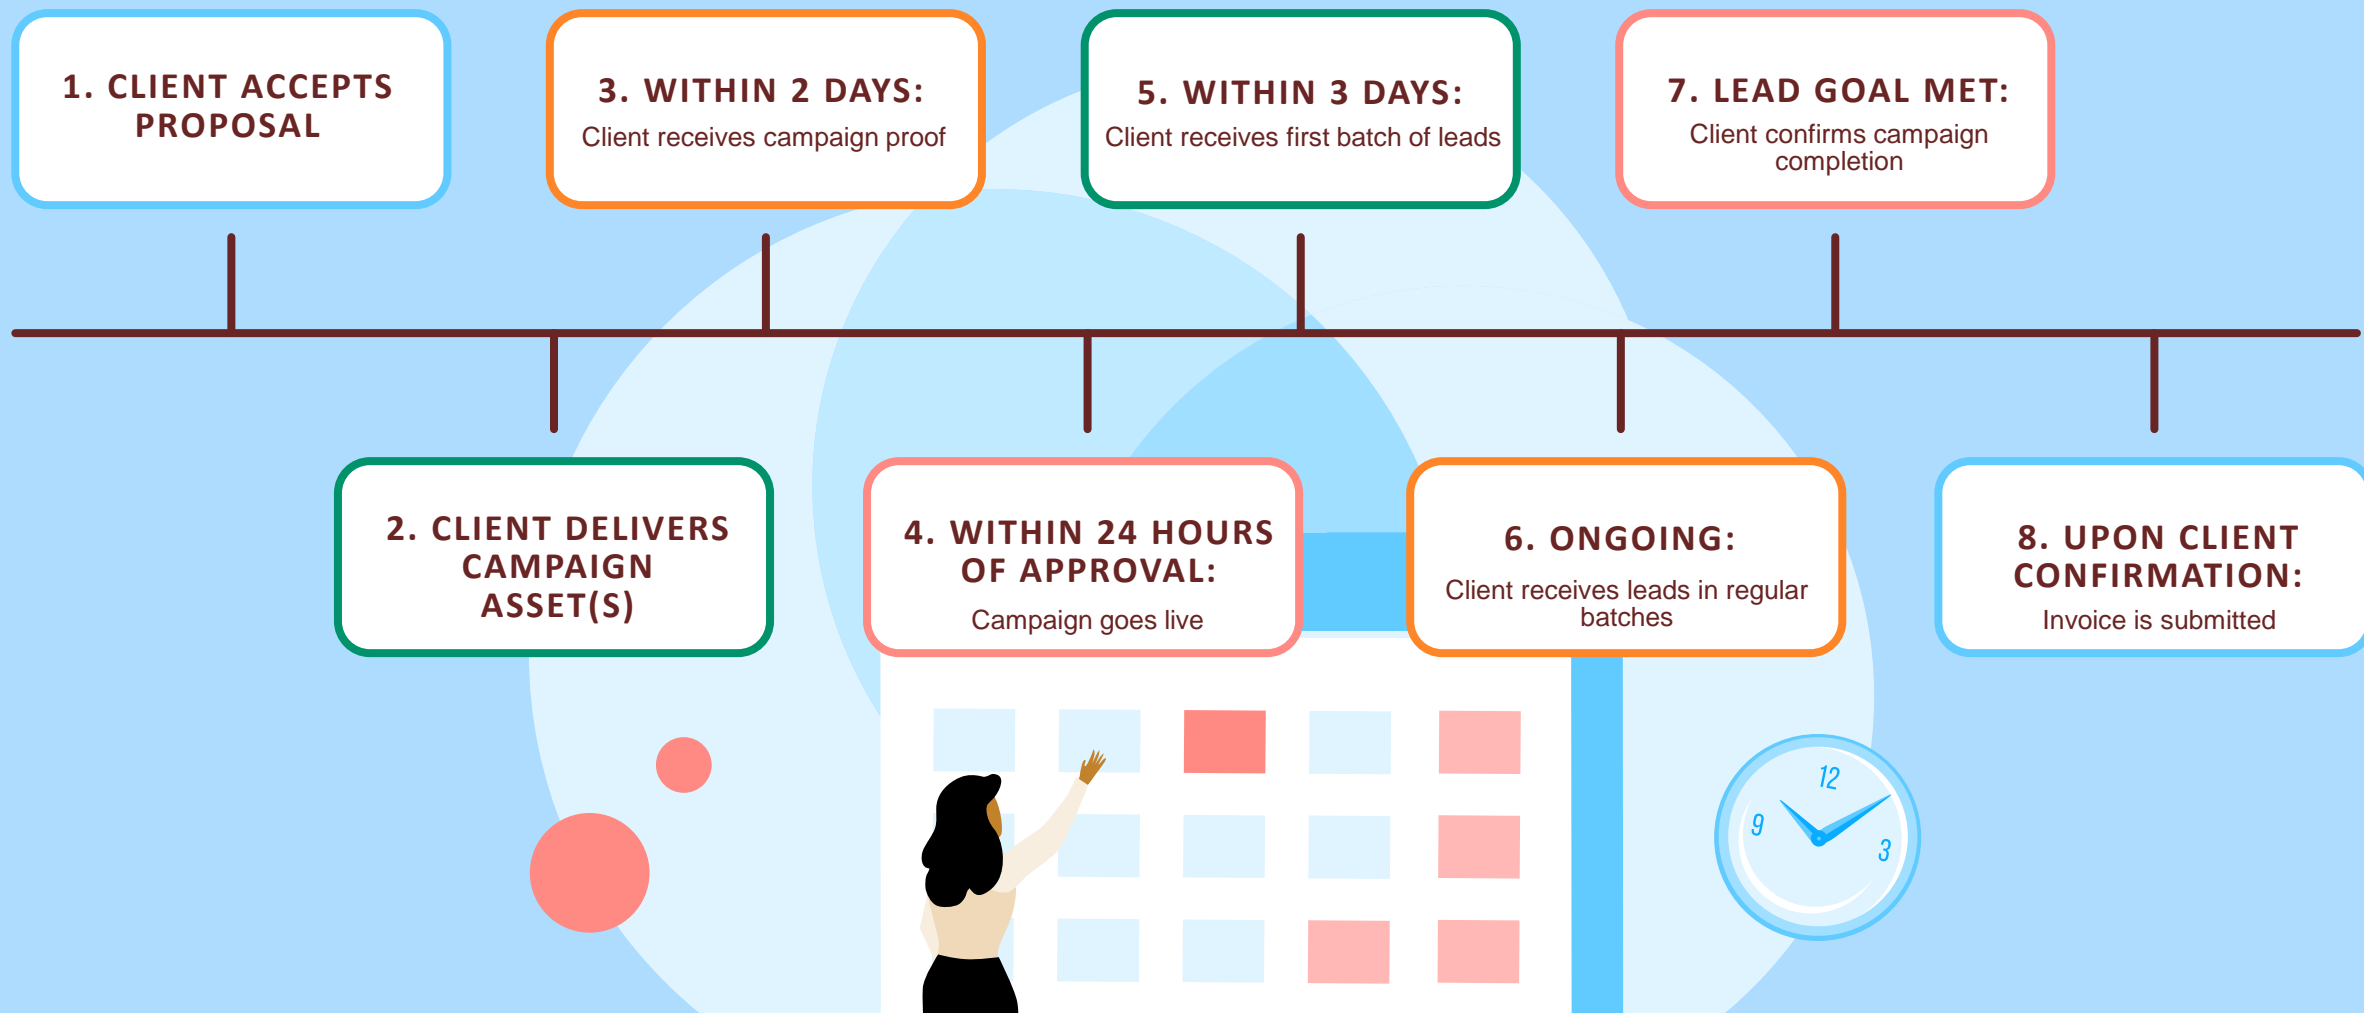 1. CLIENT ACCEPTS
PROPOSAL
2. CLIENT DELIVERS
CAMPAIGN
ASSET(S)
3. WITHIN 2 DAYS:
Client receives campaign proof
4. WITHIN 24 HOURS
OF APPROVAL:
Campaign goes live
5. WITHIN 3 DAYS:
Client receives first batch of leads
6. ONGOING:
Client receives leads in regular
batches
7. LEAD GOAL MET:
Client confirms campaign
completion
8. UPON CLIENT
CONFIRMATION:
Invoice is submitted
12
9
3